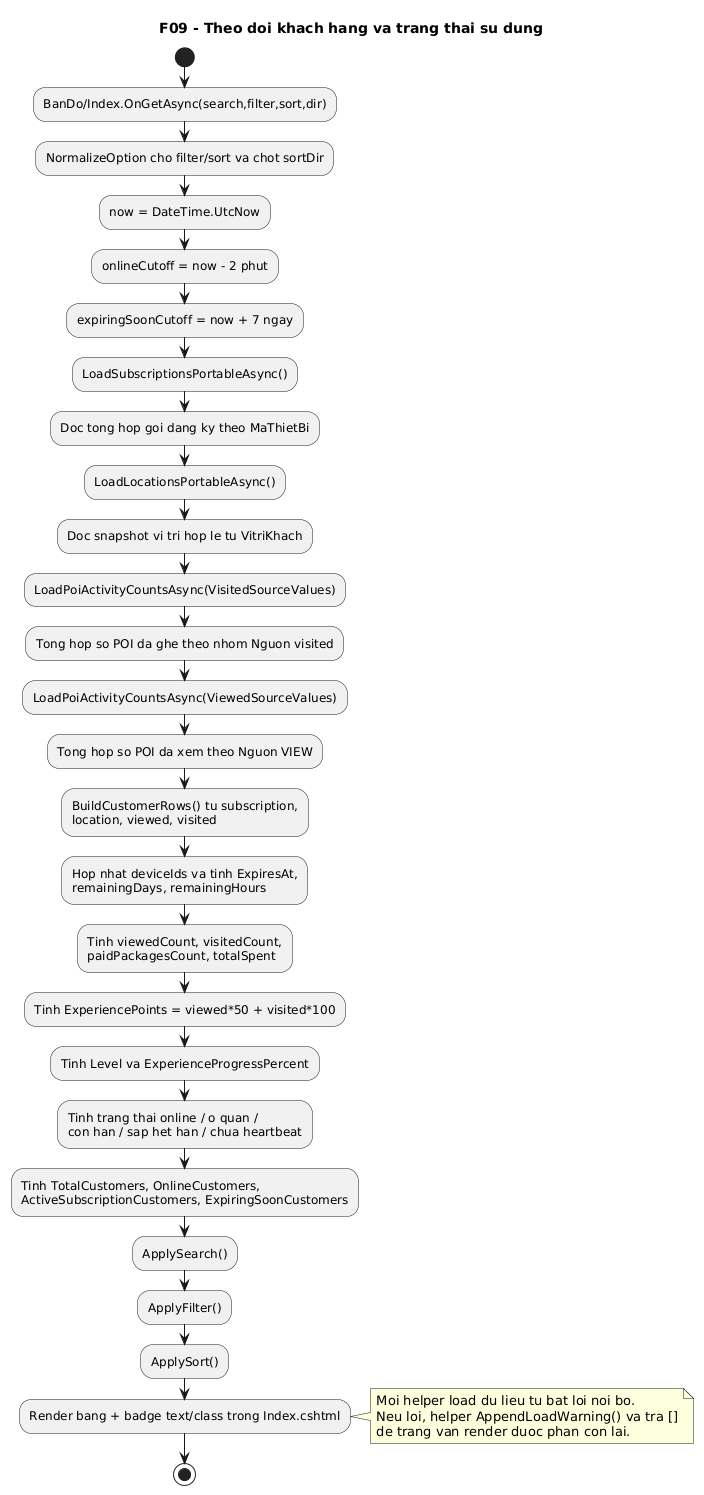 F09 - Theo doi khach hang va trang thai su dung
BanDo/Index.OnGetAsync(search,filter,sort,dir)
NormalizeOption cho filter/sort va chot sortDir
now = DateTime.UtcNow
onlineCutoff = now - 2 phut
expiringSoonCutoff = now + 7 ngay
LoadSubscriptionsPortableAsync()
Doc tong hop goi dang ky theo MaThietBi
LoadLocationsPortableAsync()
Doc snapshot vi tri hop le tu VitriKhach
LoadPoiActivityCountsAsync(VisitedSourceValues)
Tong hop so POI da ghe theo nhom Nguon visited
LoadPoiActivityCountsAsync(ViewedSourceValues)
Tong hop so POI da xem theo Nguon VIEW
BuildCustomerRows() tu subscription,
location, viewed, visited
Hop nhat deviceIds va tinh ExpiresAt,
remainingDays, remainingHours
Tinh viewedCount, visitedCount,
paidPackagesCount, totalSpent
Tinh ExperiencePoints = viewed*50 + visited*100
Tinh Level va ExperienceProgressPercent
Tinh trang thai online / o quan /
con han / sap het han / chua heartbeat
Tinh TotalCustomers, OnlineCustomers,
ActiveSubscriptionCustomers, ExpiringSoonCustomers
ApplySearch()
ApplyFilter()
ApplySort()
Render bang + badge text/class trong Index.cshtml
Moi helper load du lieu tu bat loi noi bo.
Neu loi, helper AppendLoadWarning() va tra []
de trang van render duoc phan con lai.